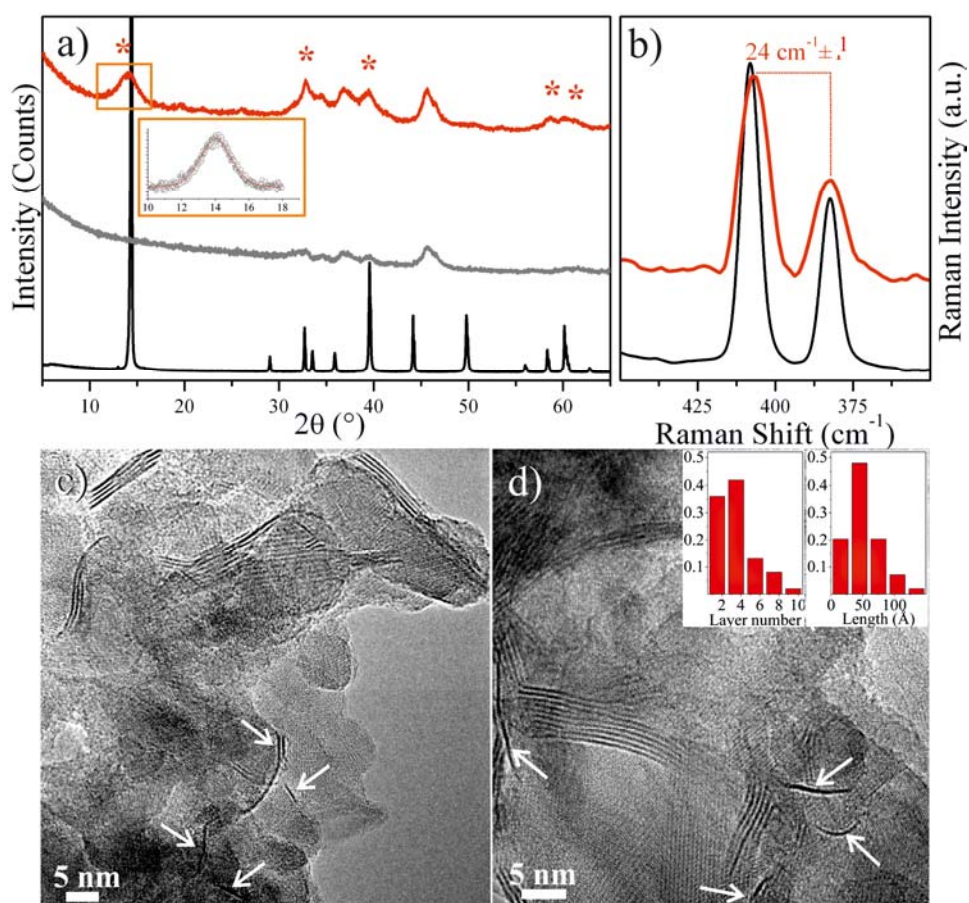 a)
*
*
*
*
*
Intensity (Counts)
10 12 14 16 18
10 20 30 40 50 60
2θ (°)
b)
24 cm⁻¹± 1
Raman Intensity (a.u.)
425 400 375
Raman Shift (cm⁻¹)
c)
5 nm
d)
0.5
0.4
0.3
0.2
0.1
2 4 6 8 10
Layer number
0.5
0.4
0.3
0.2
0.1
0 50 100
Length (Å)
5 nm